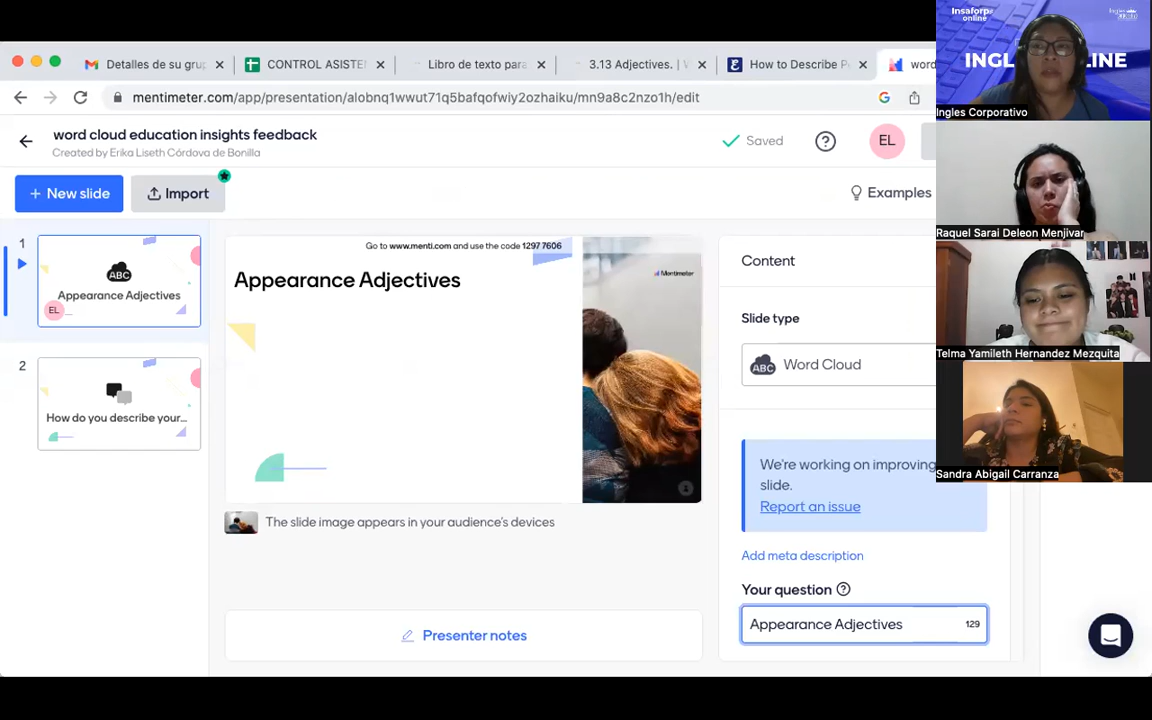 Detalles de su gru
CONTROL ASISTE
Libro de texto para
3.13 Adjectives. | W
How to Describe Pe
word
mentimeter.com/app/presentation/alobnq1wwut71q5bafqofwiy2ozhaiku/mn9a8c2nzo1h/edit
word cloud education insights feedback
Created by Erika Liseth Córdova de Bonilla
Saved
EL
+ New slide
Import
Examples
1
ABC
Appearance Adjectives
EL
2
How do you describe your...
Go to www.menti.com and use the code 1297 7606
Appearance Adjectives
Mentimeter
The slide image appears in your audience's devices
Presenter notes
Content
Slide type
ABC
Word Cloud
We're working on improving
slide.
Report an issue
Add meta description
Your question
Appearance Adjectives
129
Insaforp
online
INGL
LINE
Ingles Corporativo
Raquel Sarai Deleon Menjivar
Telma Yamileth Hernandez Mezquita
Sandra Abigail Carranza